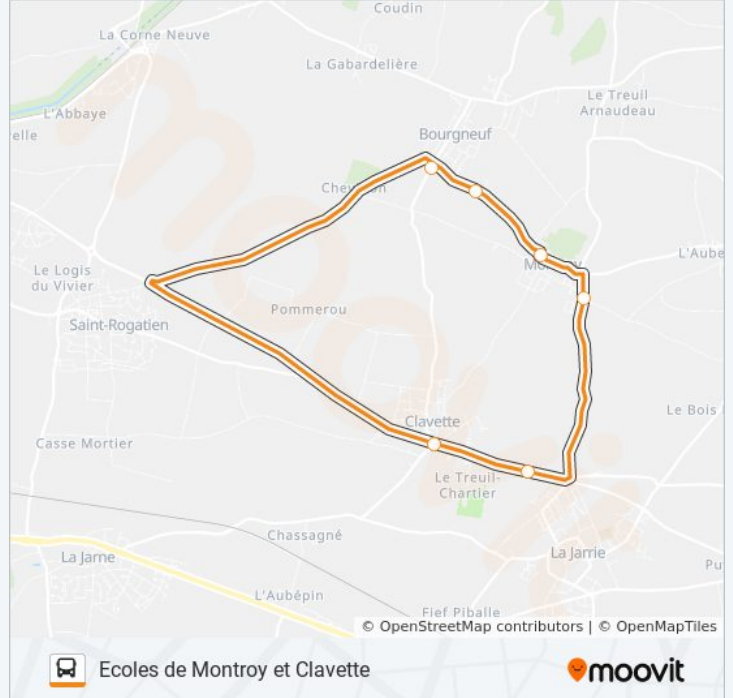 Coudin
La Corne Neuve
La Gabardelière
Le Treuil
Arnaudeau
L'Abbaye
elle
Bourgneuf
L'Aube
Le Logis
du Vivier
Pommerou
Saint-Rogatien
Le Bois
Clavette
Casse Mortier
Le Treuil-
Chartier
Chassagné
La Jarrie
La Jarne
Pu
L'Aubépin
Fief Piballe
© OpenStreetMap contributors | © OpenMapTiles
Ecoles de Montroy et Clavette
moovit